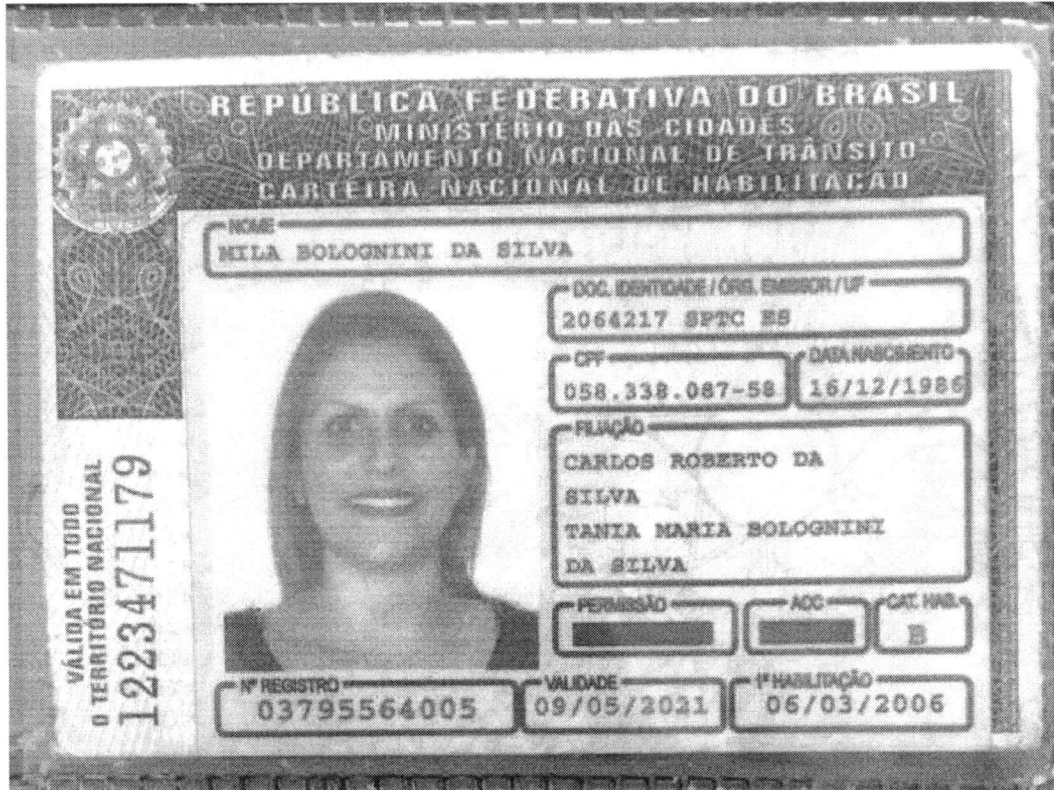 REPÚBLICA FEDERATIVA DO BRASIL
MINISTÉRIO DAS CIDADES
DEPARTAMENTO NACIONAL DE TRÂNSITO
CARTEIRA NACIONAL DE HABILITAÇÃO
NOME
MILA BOLOGNINI DA SILVA
DOC. IDENTIDADE / ÓRG. EMISSOR / UF
2064217 SPTC ES
CPF
DATA NASCIMENTO
058.338.087-58
16/12/1986
FILIAÇÃO
CARLOS ROBERTO DA
SILVA
TANIA MARIA BOLOGNINI
DA SILVA
PERMISSÃO
ACC
CAT. HAB.
B
Nº REGISTRO
VALIDADE
1ª HABILITAÇÃO
03795564005
09/05/2021
06/03/2006
VÁLIDA EM TODO
O TERRITÓRIO NACIONAL
1223471179